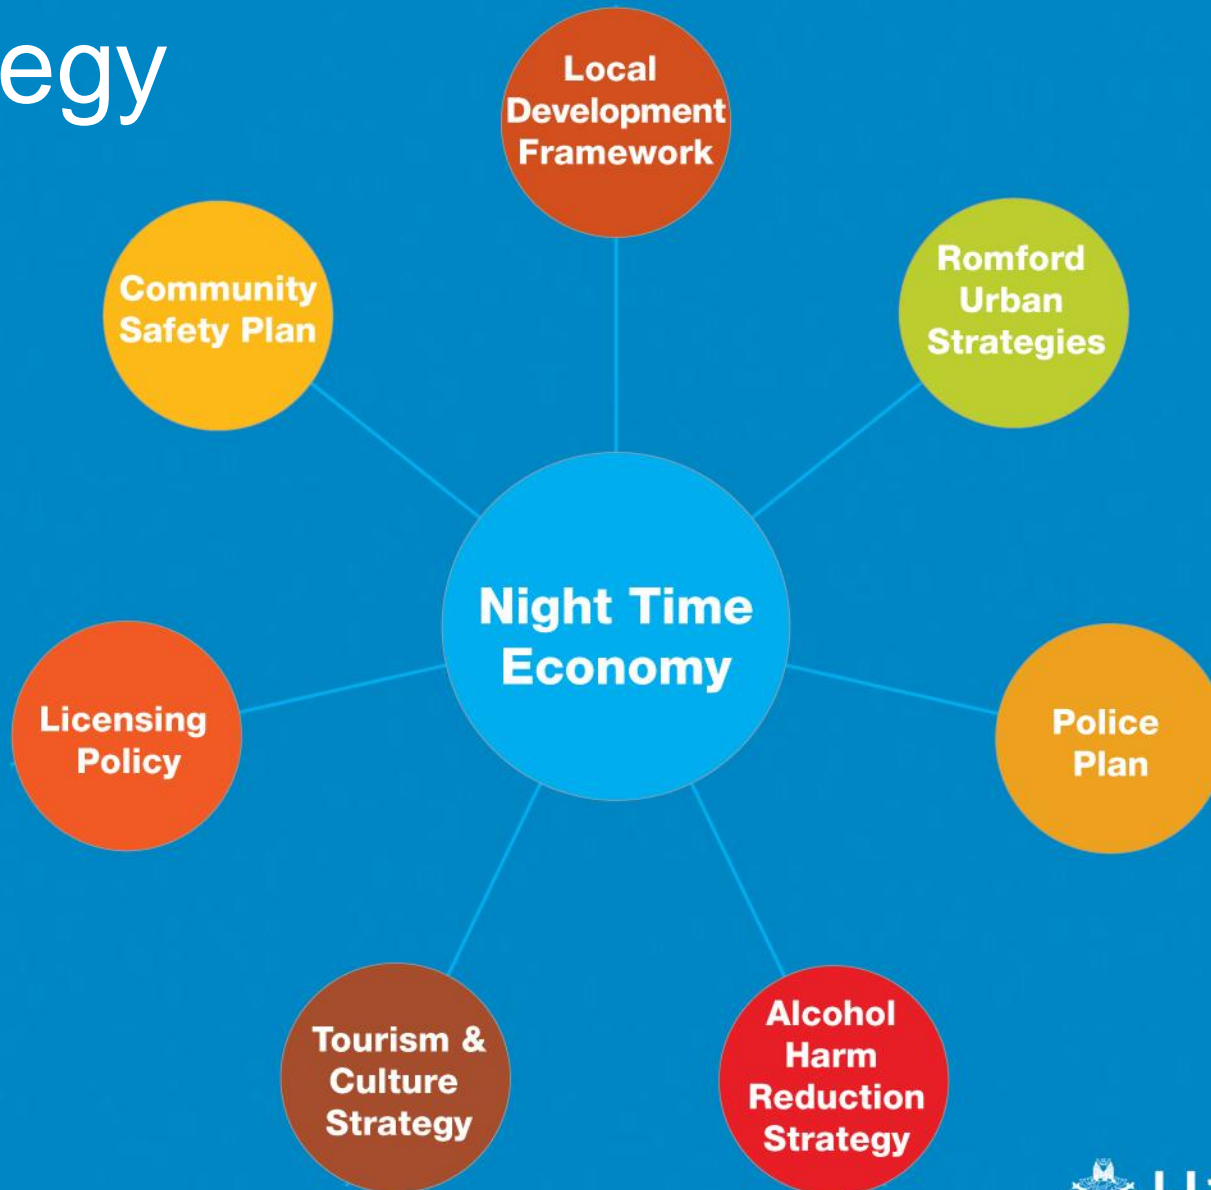 egy
Local
Development
Framework
Community
Safety Plan
Romford
Urban
Strategies
Night Time
Economy
Licensing
Policy
Police
Plan
Tourism &
Culture
Strategy
Alcohol
Harm
Reduction
Strategy